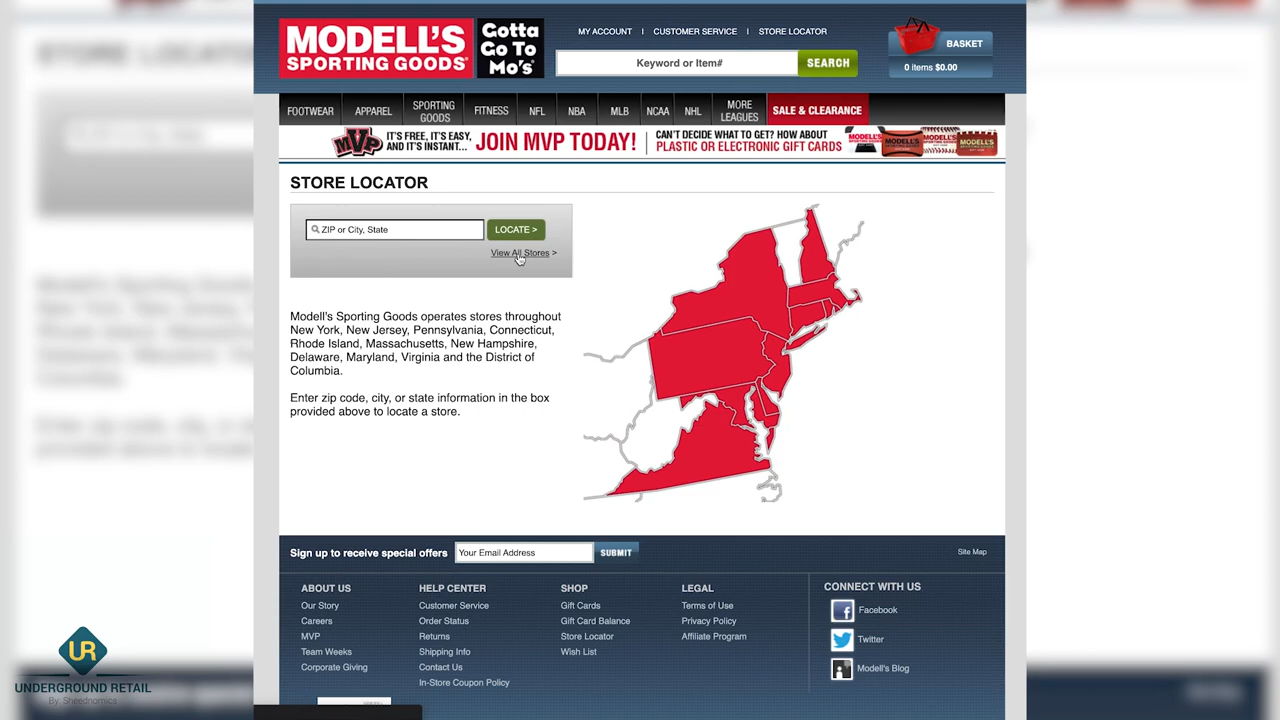 MODELL'S
SPORTING GOODS
Gotta
Go To
Mo's
MY ACCOUNT | CUSTOMER SERVICE | STORE LOCATOR
Keyword or Item#
SEARCH
BASKET
0 items $0.00
FOOTWEAR
APPAREL
SPORTING
GOODS
FITNESS
NFL
NBA
MLB
NCAA
NHL
MORE
LEAGUES
SALE & CLEARANCE
MVP
IT'S FREE, IT'S EASY,
AND IT'S INSTANT...
JOIN MVP TODAY!
CAN'T DECIDE WHAT TO GET? HOW ABOUT
PLASTIC OR ELECTRONIC GIFT CARDS
STORE LOCATOR
ZIP or City, State
LOCATE >
View All Stores >
Modell's Sporting Goods operates stores throughout
New York, New Jersey, Pennsylvania, Connecticut,
Rhode Island, Massachusetts, New Hampshire,
Delaware, Maryland, Virginia and the District of
Columbia.
Enter zip code, city, or state information in the box
provided above to locate a store.
Sign up to receive special offers
Your Email Address
SUBMIT
Site Map
ABOUT US
Our Story
Careers
MVP
Team Weeks
Corporate Giving
HELP CENTER
Customer Service
Order Status
Returns
Shipping Info
Contact Us
In-Store Coupon Policy
SHOP
Gift Cards
Gift Card Balance
Store Locator
Wish List
LEGAL
Terms of Use
Privacy Policy
Affiliate Program
CONNECT WITH US
Facebook
Twitter
Modell's Blog
UR
UNDERGROUND RETAIL
By: Sheednomics